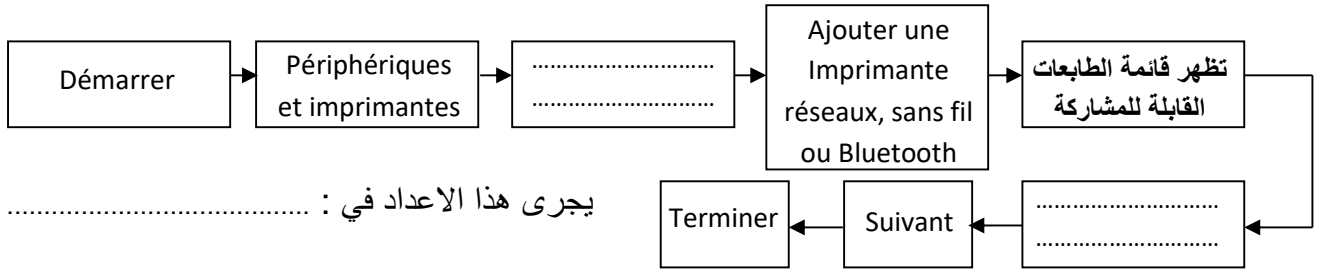 Démarrer
Périphériques
et imprimantes
..............................
..............................
Ajouter une
Imprimante
réseaux, sans fil
ou Bluetooth
تظهر قائمة الطابعات
القابلة للمشاركة
..............................
..............................
Suivant
Terminer
يجرى هذا الاعداد في : ........................................